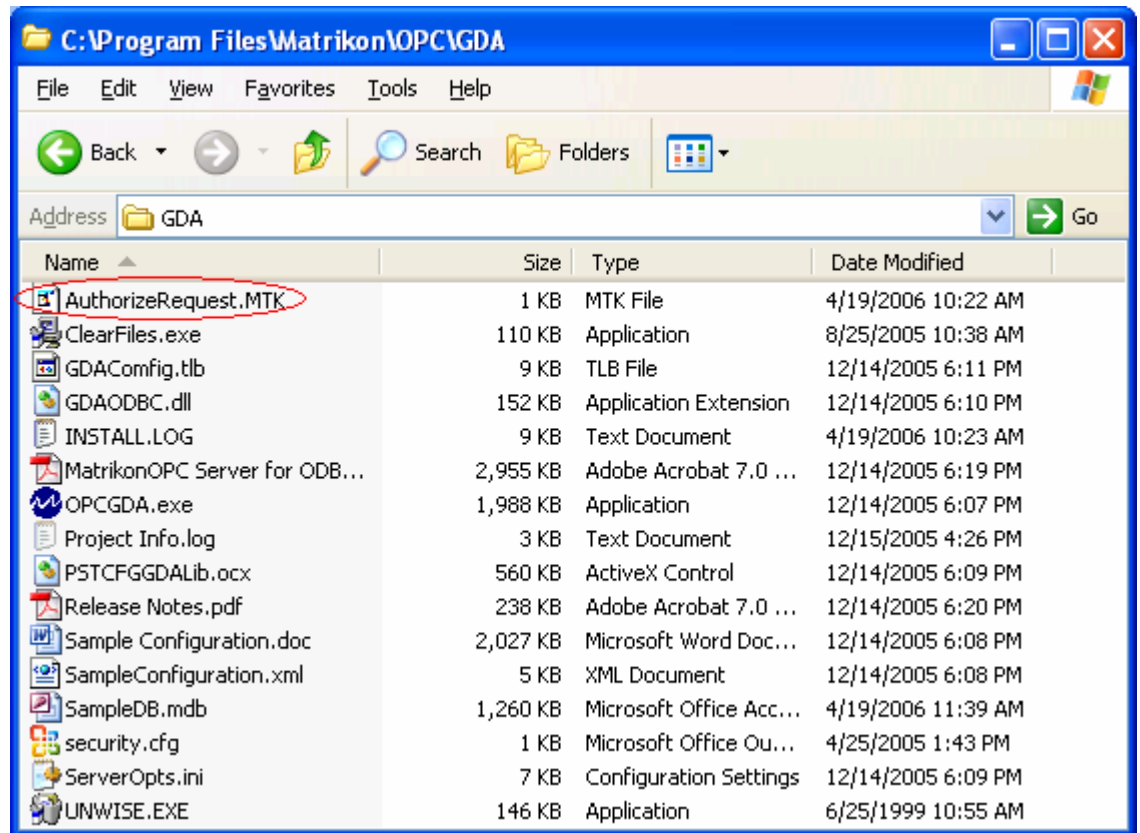 C:\Program Files\Matrikon\OPC\GDA
File Edit View Favorites Tools Help
Back Search Folders
Address GDA Go
Name Size Type Date Modified
AuthorizeRequest.MTK 1 KB MTK File 4/19/2006 10:22 AM
ClearFiles.exe 110 KB Application 8/25/2005 10:38 AM
GDAComfig.tlb 9 KB TLB File 12/14/2005 6:11 PM
GDAODBC.dll 152 KB Application Extension 12/14/2005 6:10 PM
INSTALL.LOG 9 KB Text Document 4/19/2006 10:23 AM
MatrikonOPC Server for ODB... 2,955 KB Adobe Acrobat 7.0 ... 12/14/2005 6:19 PM
OPCGDA.exe 1,988 KB Application 12/14/2005 6:07 PM
Project Info.log 3 KB Text Document 12/15/2005 4:26 PM
PSTCFGGDALib.ocx 560 KB ActiveX Control 12/14/2005 6:09 PM
Release Notes.pdf 238 KB Adobe Acrobat 7.0 ... 12/14/2005 6:20 PM
Sample Configuration.doc 2,027 KB Microsoft Word Doc... 12/14/2005 6:08 PM
SampleConfiguration.xml 5 KB XML Document 12/14/2005 6:08 PM
SampleDB.mdb 1,260 KB Microsoft Office Acc... 4/19/2006 11:39 AM
security.cfg 1 KB Microsoft Office Ou... 4/25/2005 1:43 PM
ServerOpts.ini 7 KB Configuration Settings 12/14/2005 6:09 PM
UNWISE.EXE 146 KB Application 6/25/1999 10:55 AM